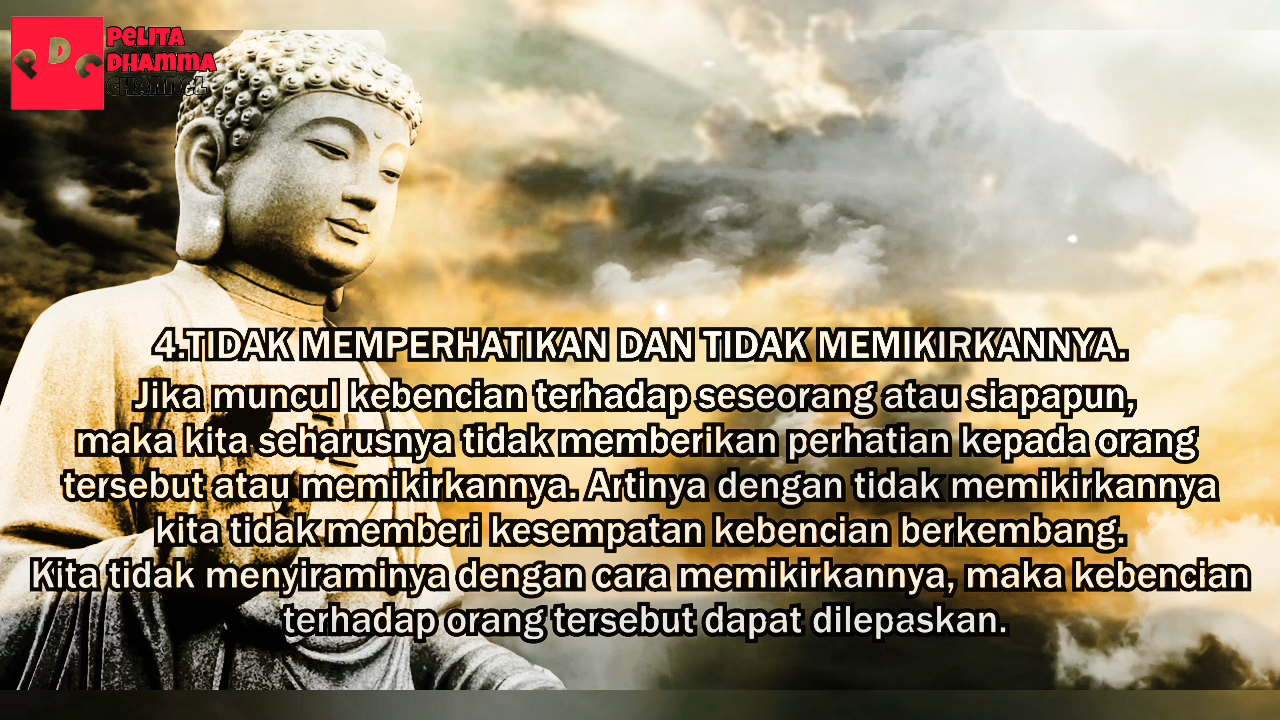 PDC
PELITA
DHAMMA
CHANNEL
4.TIDAK MEMPERHATIKAN DAN TIDAK MEMIKIRKANNYA.
Jika muncul kebencian terhadap seseorang atau siapapun,
maka kita seharusnya tidak memberikan perhatian kepada orang
tersebut atau memikirkannya. Artinya dengan tidak memikirkannya
kita tidak memberi kesempatan kebencian berkembang.
Kita tidak menyiraminya dengan cara memikirkannya, maka kebencian
terhadap orang tersebut dapat dilepaskan.